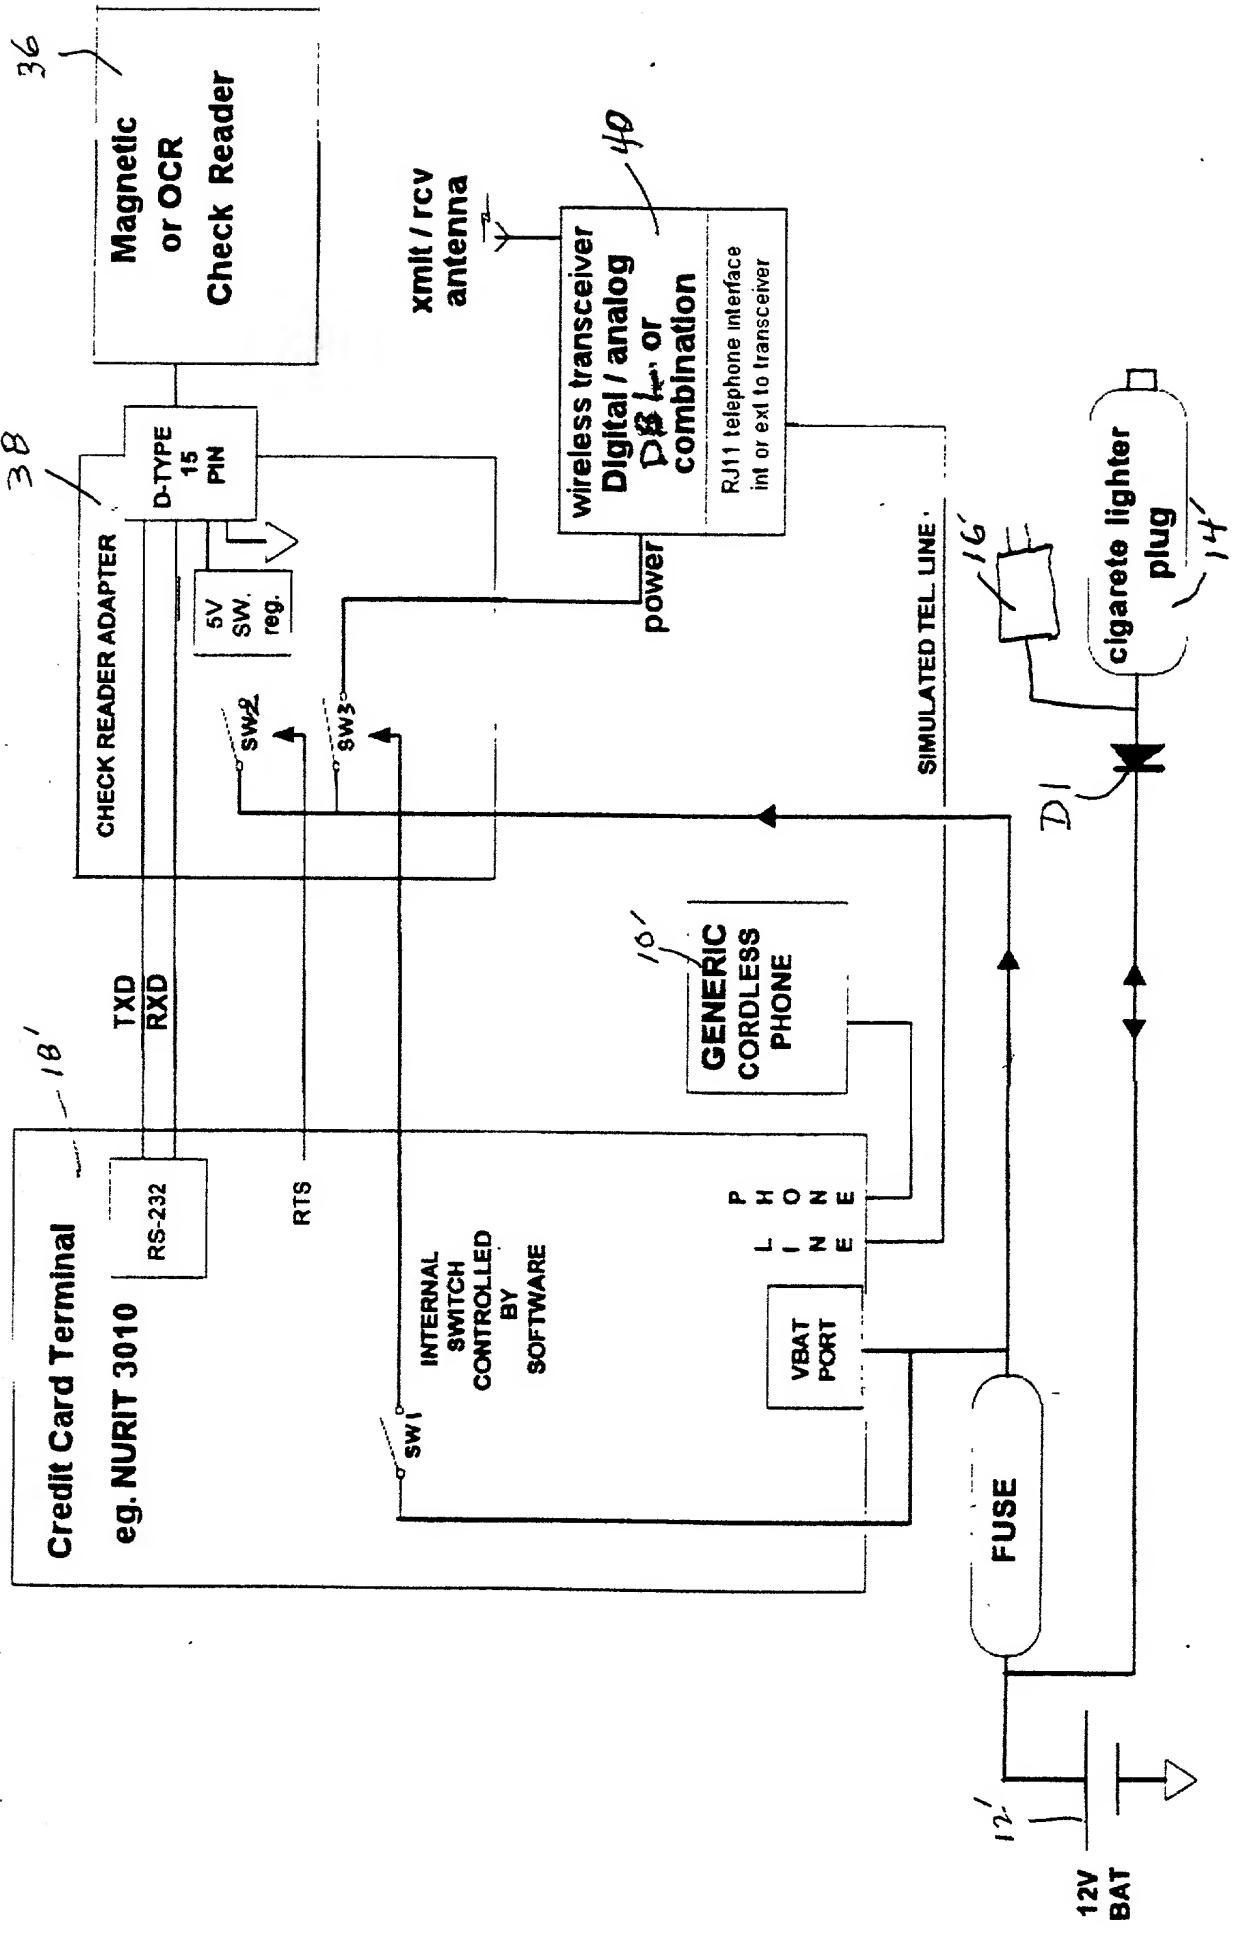 Credit Card Terminal
eg. NURIT 3010
18'
RS-232
TXD
RXD
RTS
INTERNAL
SWITCH
CONTROLLED
BY
SOFTWARE
SW1
VBAT
PORT
LINE
PHONE
CHECK READER ADAPTER
38
D-TYPE
15
PIN
5V
SW.
reg.
SW2
SW3
36
Magnetic
or OCR
Check Reader
xmit / rcv
antenna
40
wireless transceiver
Digital / analog
or
combination
RJ11 telephone interface
int or ext to transceiver
power
10'
GENERIC
CORDLESS
PHONE
SIMULATED TEL. LINE
FUSE
12'
12V
BAT
D1
16'
cigarete lighter
plug
14'